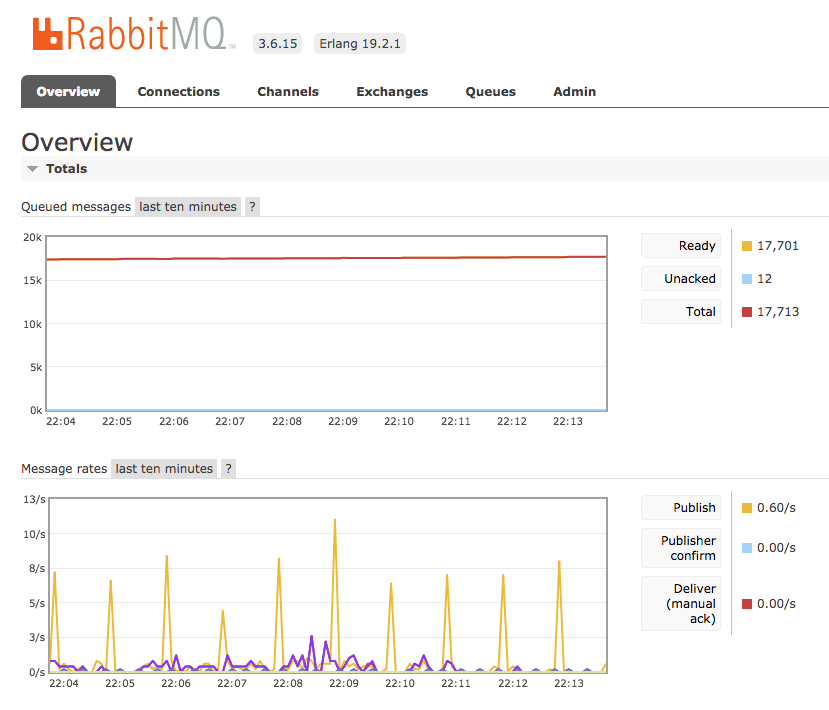 RabbitMQ™ 3.6.15 Erlang 19.2.1
Overview Connections Channels Exchanges Queues Admin
Overview
Totals
Queued messages last ten minutes ?
20k
15k
10k
5k
0k
22:04 22:05 22:06 22:07 22:08 22:09 22:10 22:11 22:12 22:13
Ready 17,701
Unacked 12
Total 17,713
Message rates last ten minutes ?
13/s
10/s
8/s
5/s
3/s
0/s
22:04 22:05 22:06 22:07 22:08 22:09 22:10 22:11 22:12 22:13
Publish 0.60/s
Publisher
confirm 0.00/s
Deliver
(manual 0.00/s
ack)